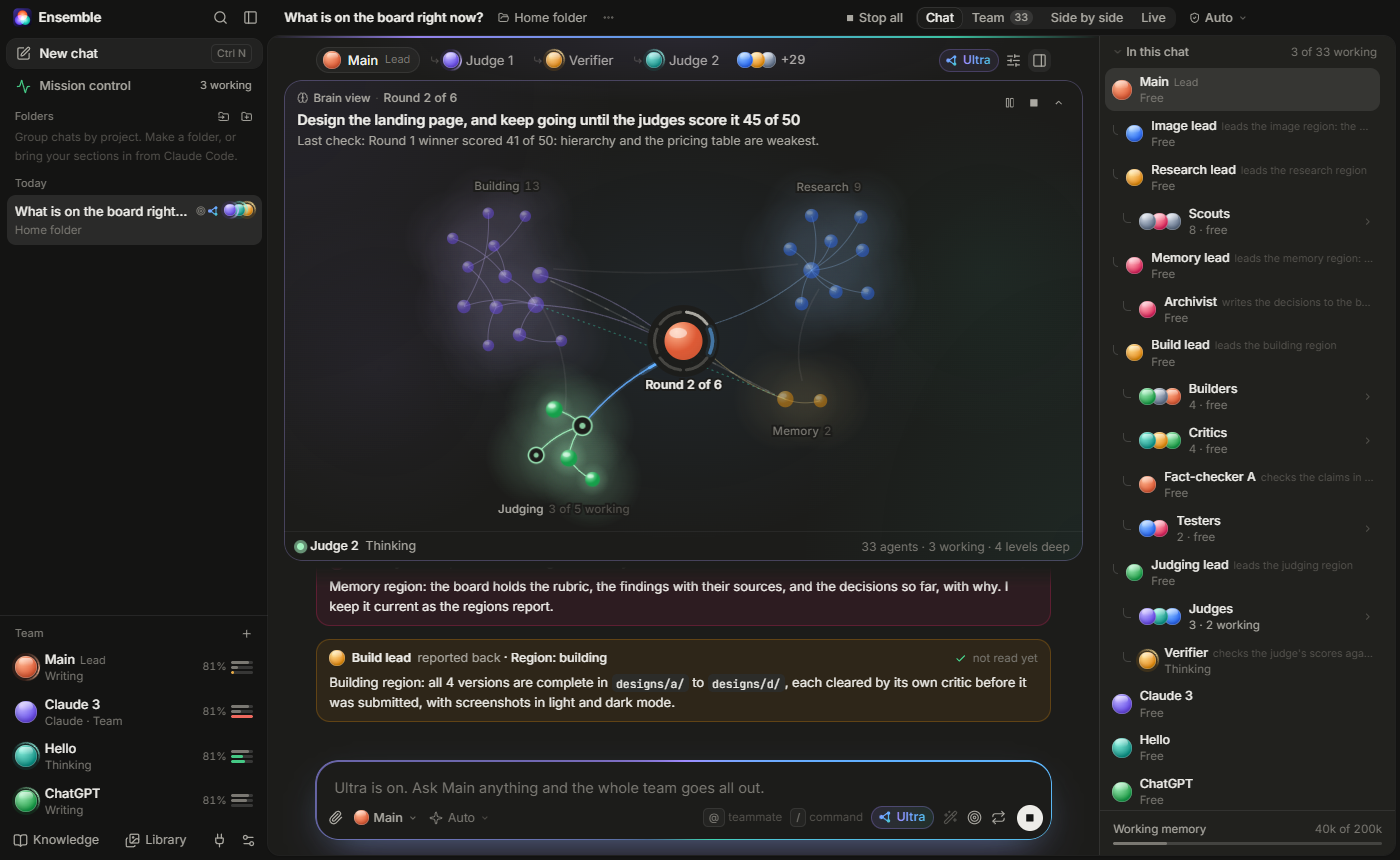 Ensemble
New chat
Ctrl N
Mission control
3 working
Folders
Group chats by project. Make a folder, or
bring your sections in from Claude Code.
Today
What is on the board right...
Home folder
Team
Main Lead
Writing
81%
Claude 3
Claude · Team
81%
Hello
Thinking
81%
ChatGPT
Writing
81%
Knowledge
Library
What is on the board right now?
Home folder
Stop all
Chat
Team 33
Side by side
Live
Auto
Main Lead
Judge 1
Verifier
Judge 2
+29
Ultra
Brain view · Round 2 of 6
Design the landing page, and keep going until the judges score it 45 of 50
Last check: Round 1 winner scored 41 of 50: hierarchy and the pricing table are weakest.
Building 13
Research 9
Round 2 of 6
Memory 2
Judging 3 of 5 working
Judge 2 Thinking
33 agents · 3 working · 4 levels deep
Memory region: the board holds the rubric, the findings with their sources, and the decisions so far, with why. I
keep it current as the regions report.
Build lead reported back · Region: building
not read yet
Building region: all 4 versions are complete in designs/a/ to designs/d/, each cleared by its own critic before it
was submitted, with screenshots in light and dark mode.
Ultra is on. Ask Main anything and the whole team goes all out.
Main
Auto
@ teammate
/ command
Ultra
In this chat
3 of 33 working
Main Lead
Free
Image lead leads the image region: the ...
Free
Research lead leads the research region
Free
Scouts
8 · free
Memory lead leads the memory region: ...
Free
Archivist writes the decisions to the b...
Free
Build lead leads the building region
Free
Builders
4 · free
Critics
4 · free
Fact-checker A checks the claims in ...
Free
Testers
2 · free
Judging lead leads the judging region
Free
Judges
3 · 2 working
Verifier checks the judge's scores aga...
Thinking
Claude 3
Free
Hello
Free
ChatGPT
Free
Working memory
40k of 200k